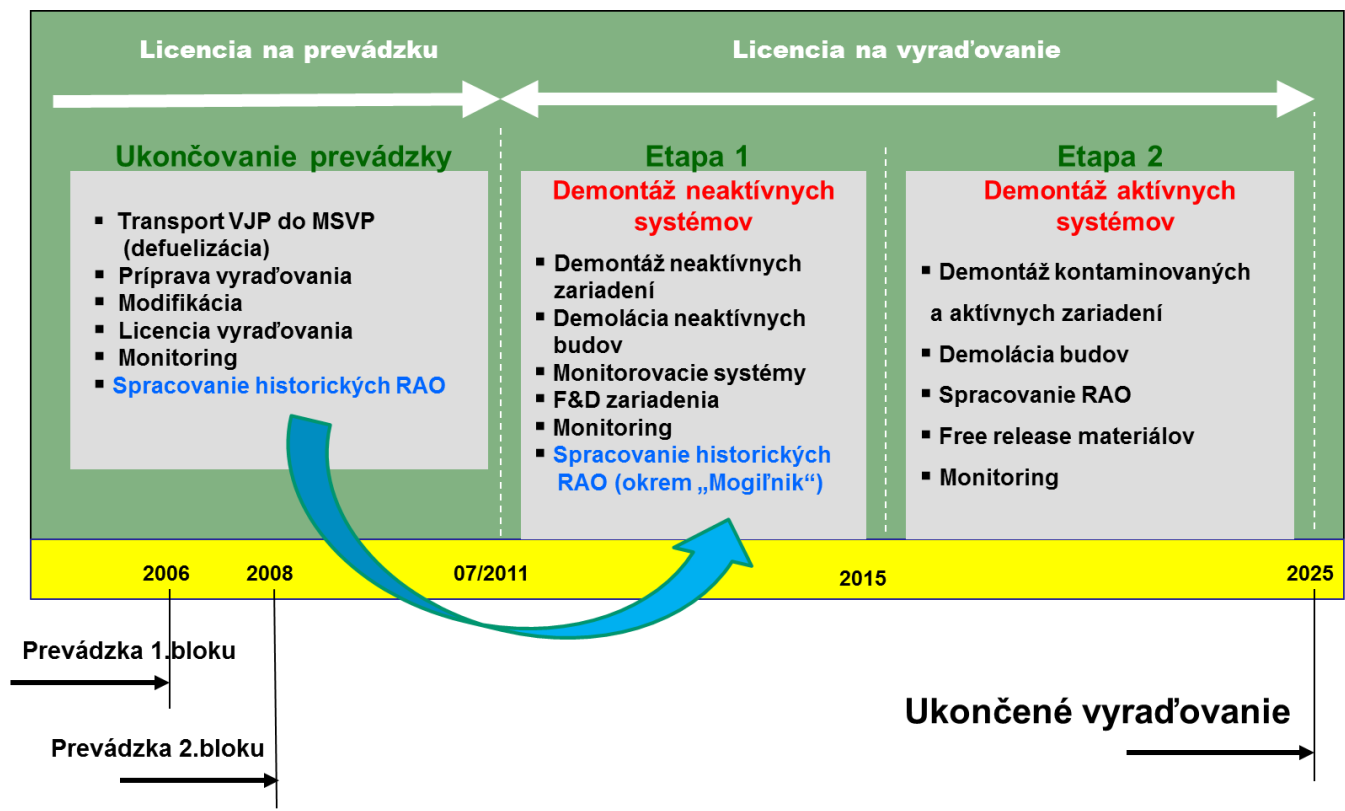 Licencia na prevádzku
Licencia na vyraďovanie
Ukončovanie prevádzky
▪ Transport VJP do MSVP
(defuelizácia)
▪ Príprava vyraďovania
▪ Modifikácia
▪ Licencia vyraďovania
▪ Monitoring
▪ Spracovanie historických RAO
Etapa 1
Demontáž neaktívnych
systémov
▪ Demontáž neaktívnych
zariadení
▪ Demolácia neaktívnych
budov
▪ Monitorovacie systémy
▪ F&D zariadenia
▪ Monitoring
▪ Spracovanie historických
RAO (okrem „Mogiľnik“)
Etapa 2
Demontáž aktívnych
systémov
▪ Demontáž kontaminovaných
a aktívnych zariadení
▪ Demolácia budov
▪ Spracovanie RAO
▪ Free release materiálov
▪ Monitoring
2006
2008
07/2011
2015
2025
Prevádzka 1.bloku
Prevádzka 2.bloku
Ukončené vyraďovanie